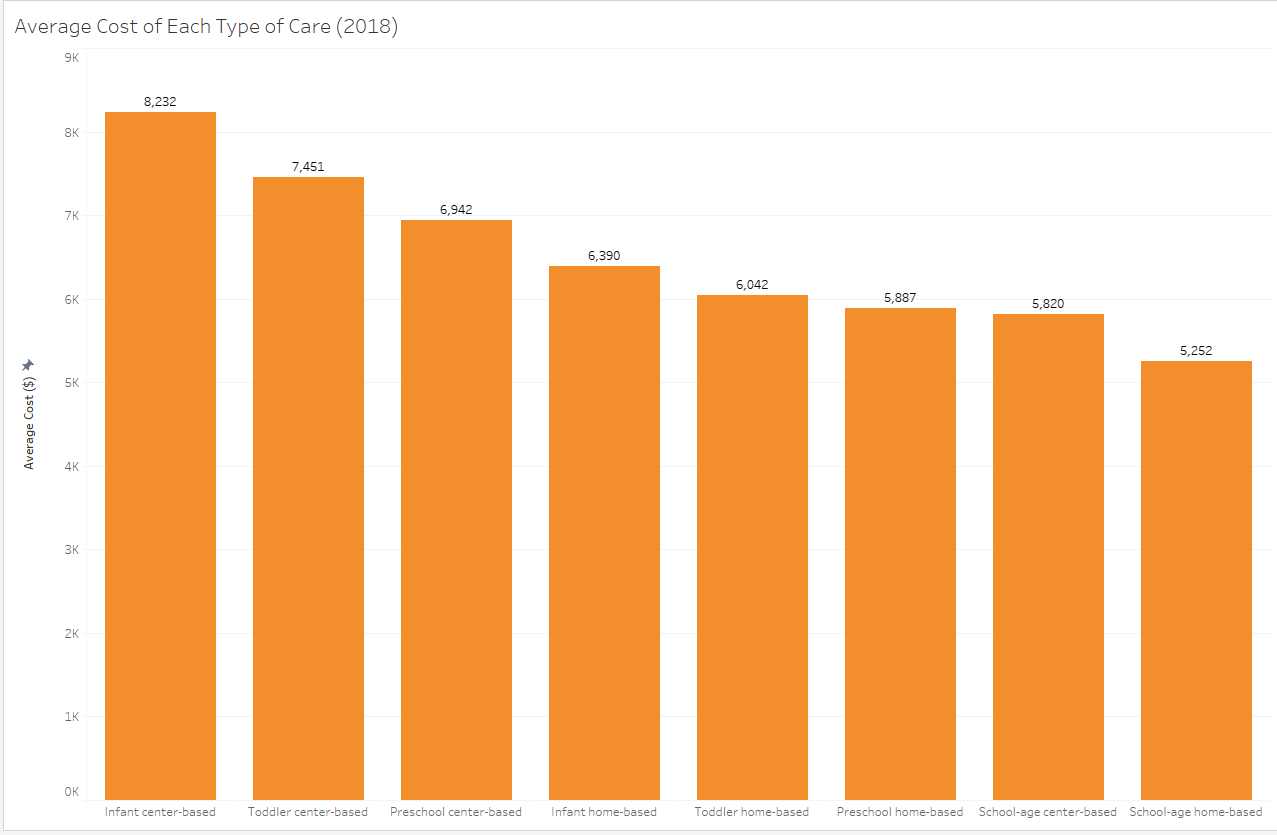 Average Cost of Each Type of Care (2018)
9K
8,232
8K
7,451
7K
6,942
6,390
6K
6,042
5,887
5,820
5,252
5K
Average Cost ($)
4K
3K
2K
1K
0K
Infant center-based Toddler center-based Preschool center-based Infant home-based Toddler home-based Preschool home-based School-age center-based School-age home-based